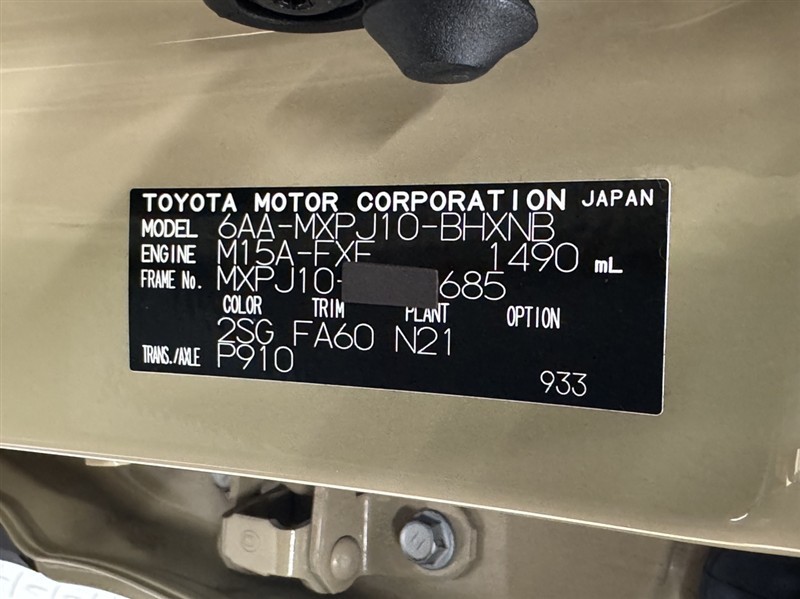 TOYOTA MOTOR CORPORATION JAPAN
MODEL 6AA-MXPJ10-BHXNB
ENGINE M15A-FXE 1490 mL
FRAME No. MXPJ10- 685
COLOR TRIM PLANT OPTION
2SG FA60 N21
TRANS./AXLE P910
933